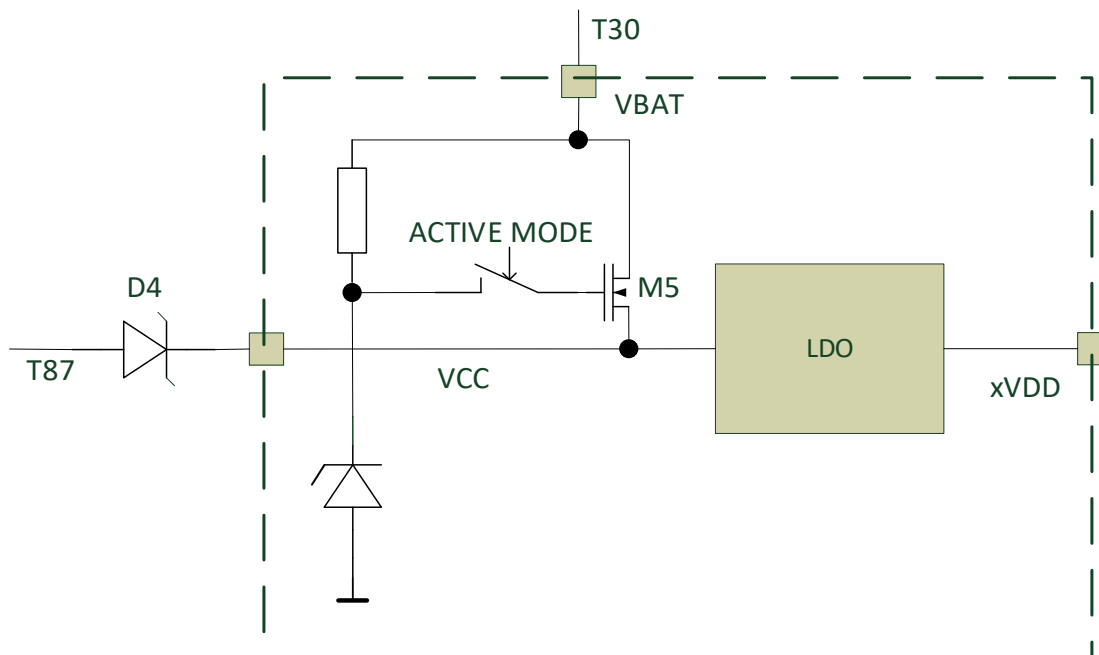 T30
VBAT
ACTIVE MODE
D4
M5
LDO
T87
VCC
xVDD